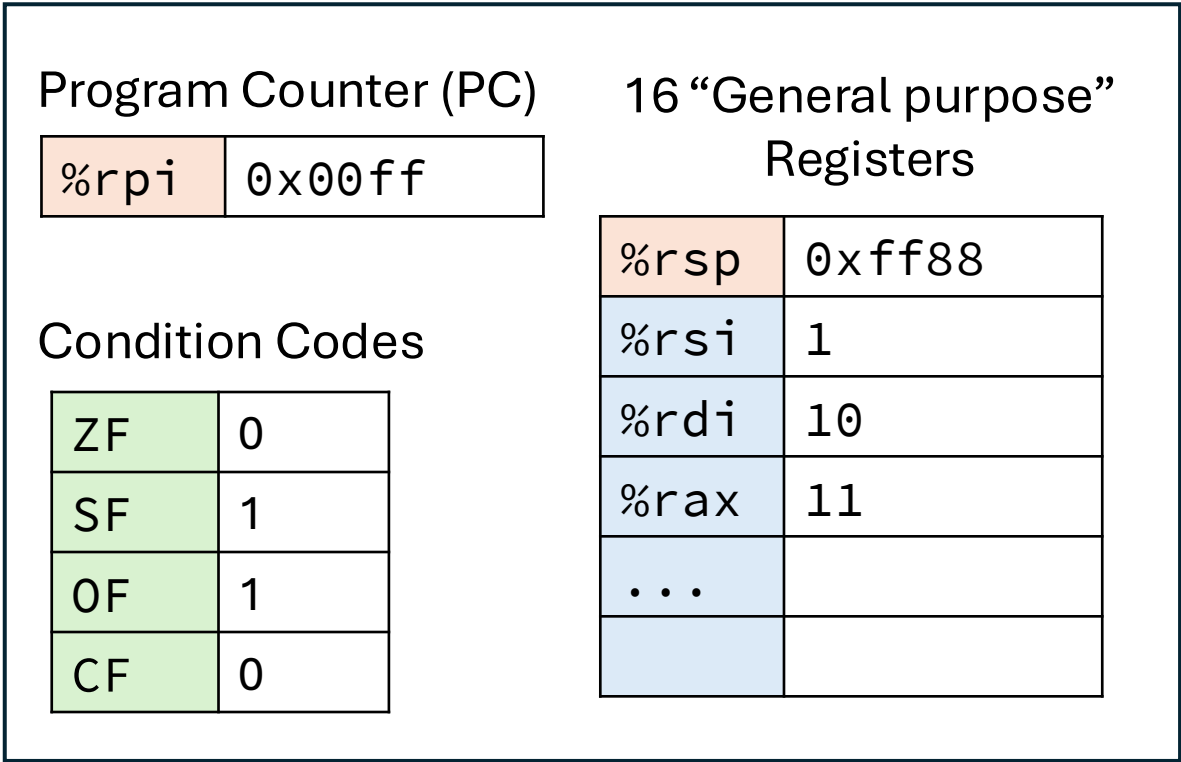 Program Counter (PC)
%rpi 0x00ff
Condition Codes
ZF 0
SF 1
OF 1
CF 0
16 “General purpose”
Registers
%rsp 0xff88
%rsi 1
%rdi 10
%rax 11
...